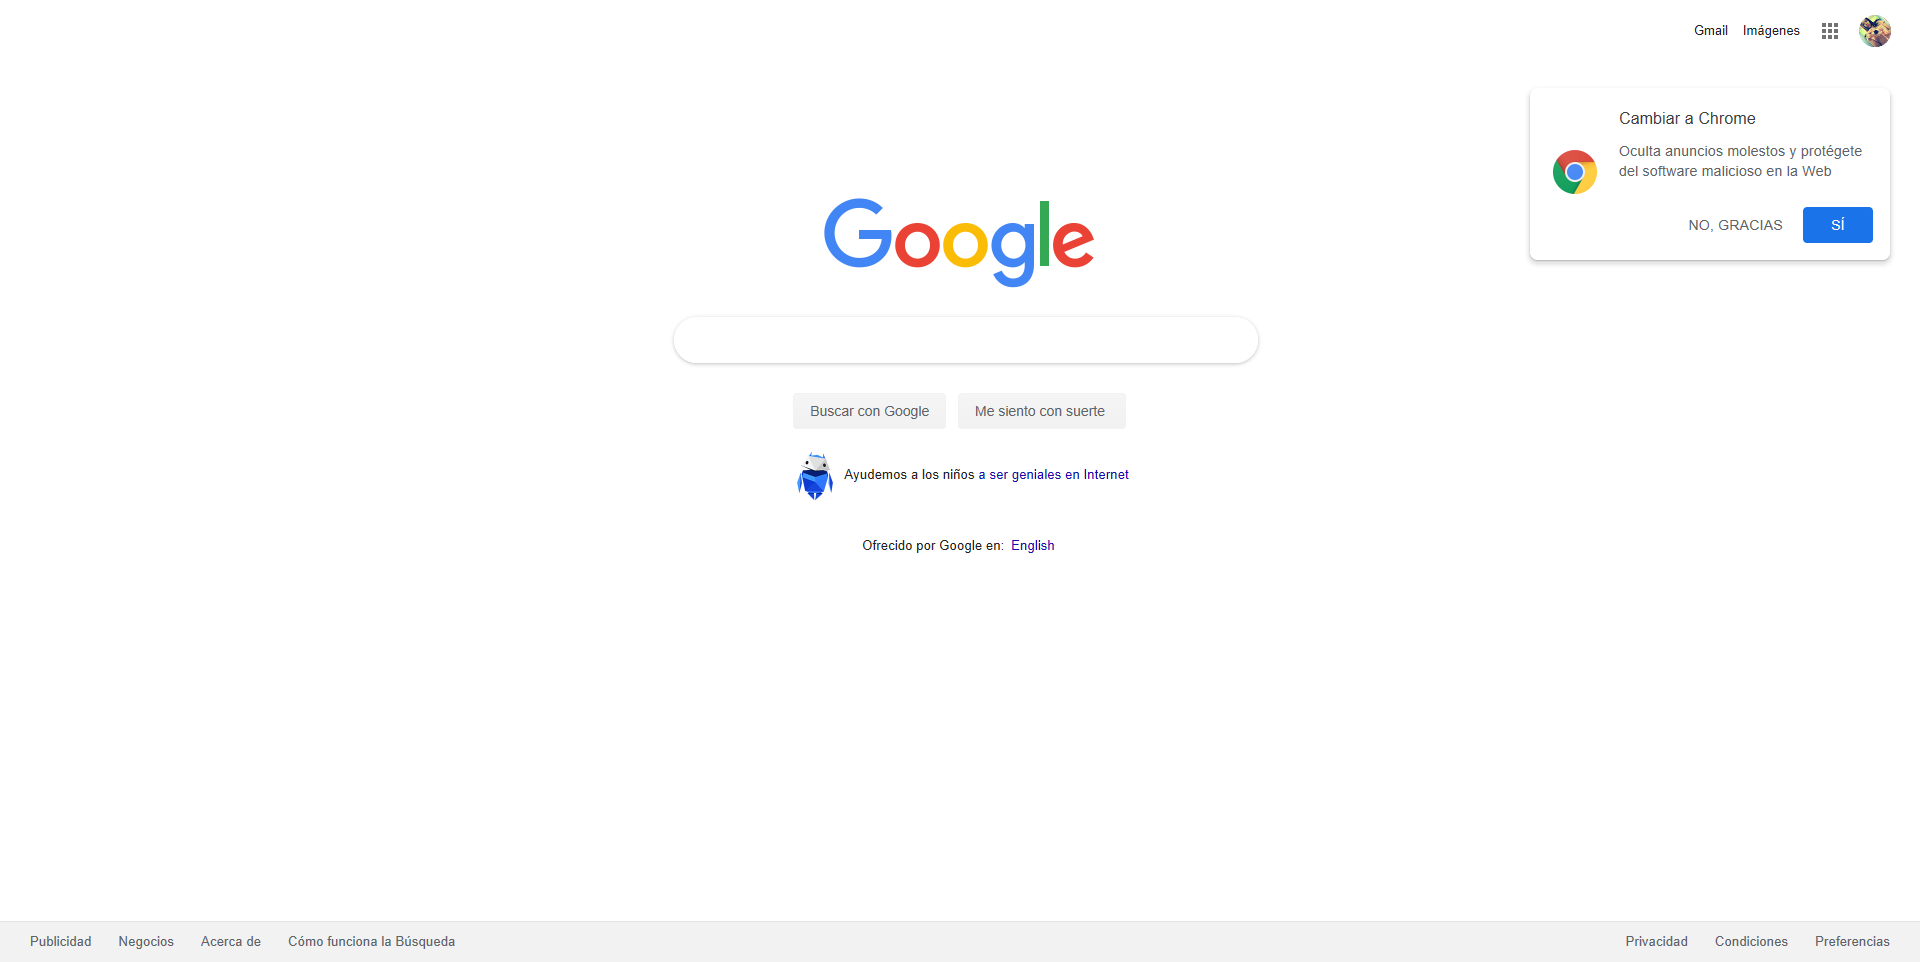 Gmail Imágenes
Cambiar a Chrome
Oculta anuncios molestos y protégete
del software malicioso en la Web
NO, GRACIAS SÍ
Google
Buscar con Google Me siento con suerte
Ayudemos a los niños a ser geniales en Internet
Ofrecido por Google en: English
Publicidad Negocios Acerca de Cómo funciona la Búsqueda Privacidad Condiciones Preferencias